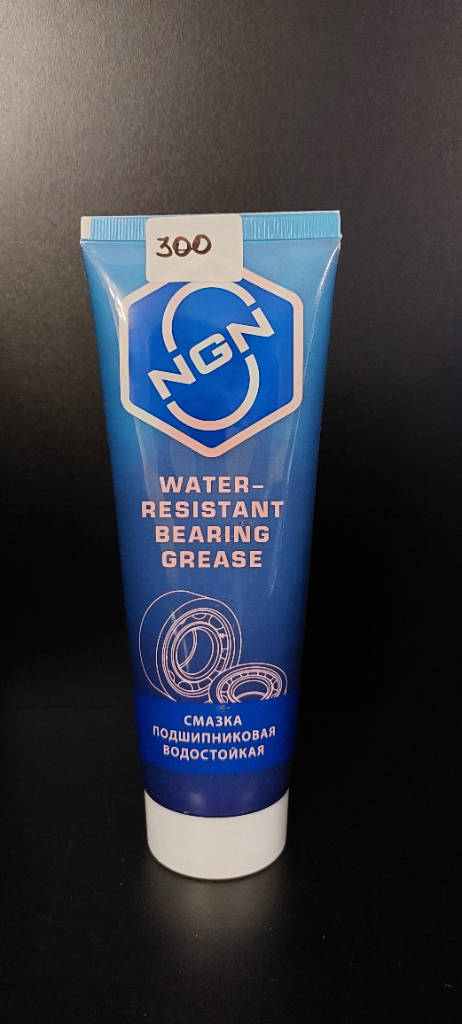 300
NGN
WATER-
RESISTANT
BEARING
GREASE
СМАЗКА
ПОДШИПНИКОВАЯ
ВОДОСТОЙКАЯ